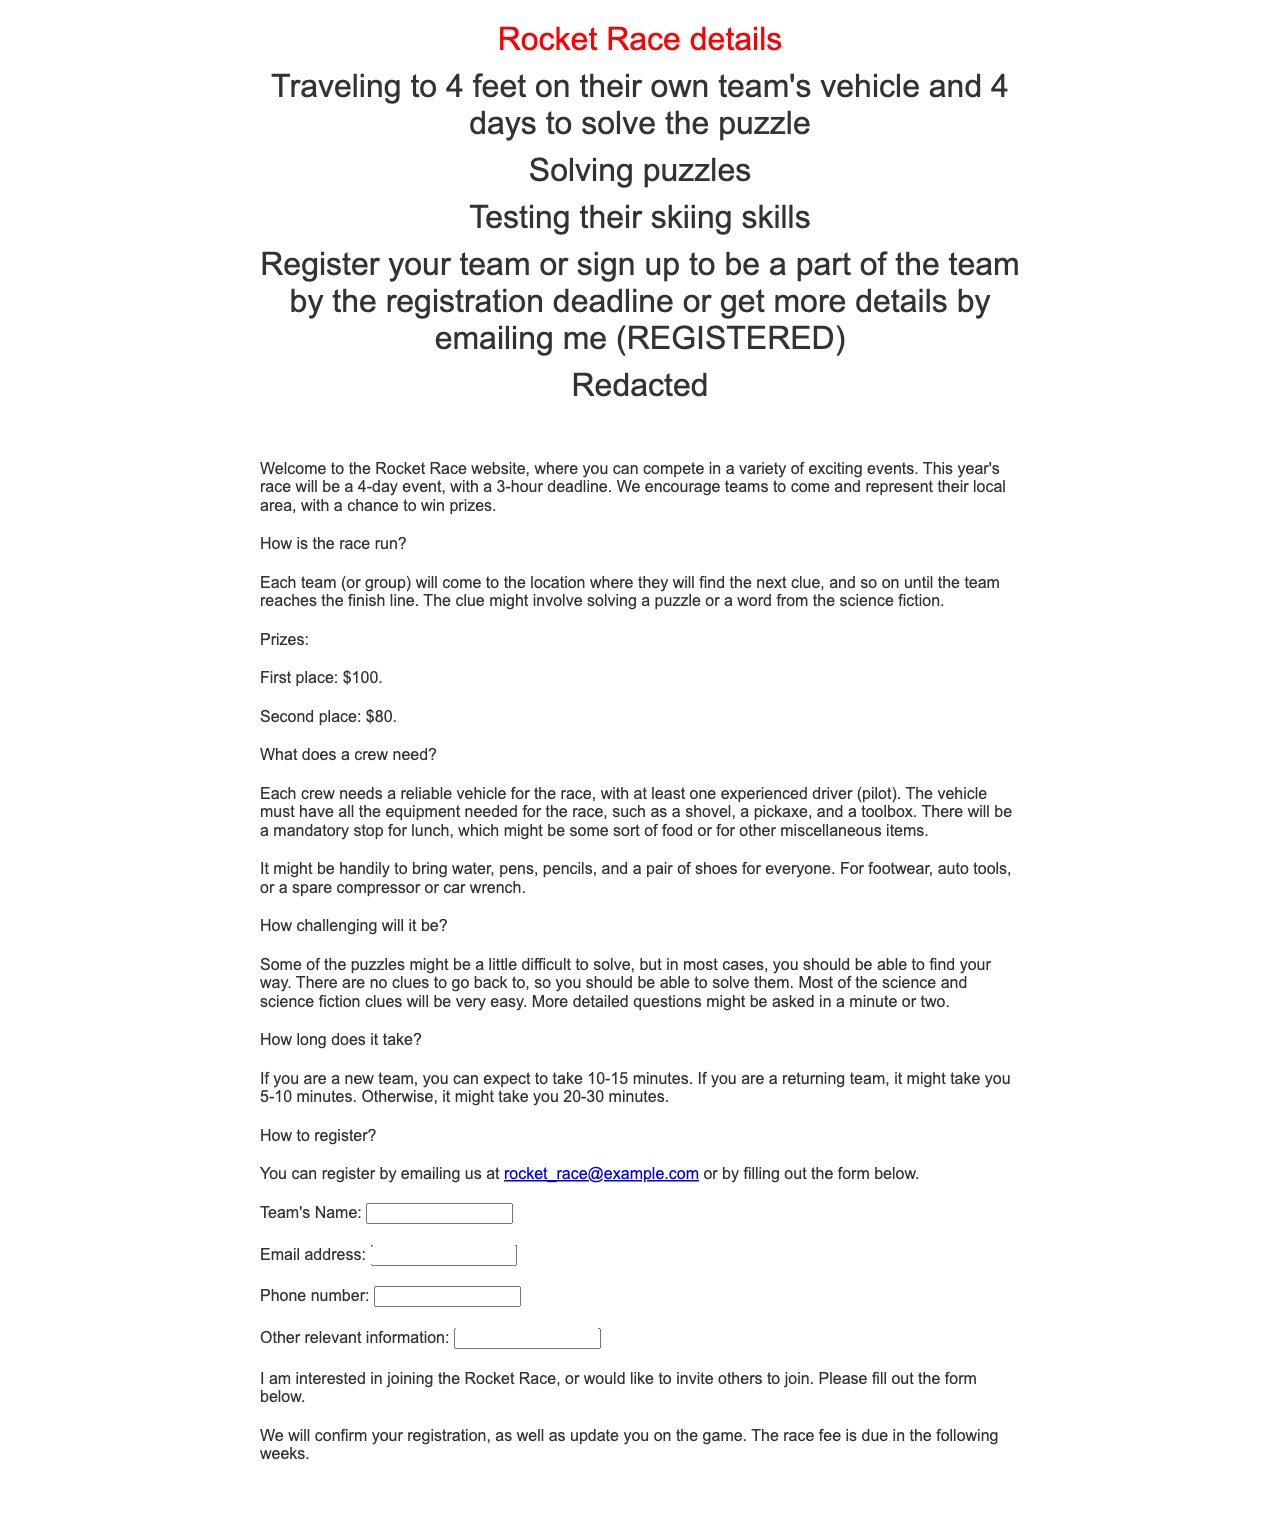 Rocket Race details
Traveling to 4 feet on their own team's vehicle and 4
days to solve the puzzle
Solving puzzles
Testing their skiing skills
Register your team or sign up to be a part of the team
by the registration deadline or get more details by
emailing me (REGISTERED)
Redacted
Welcome to the Rocket Race website, where you can compete in a variety of exciting events. This year's
race will be a 4-day event, with a 3-hour deadline. We encourage teams to come and represent their local
area, with a chance to win prizes.
How is the race run?
Each team (or group) will come to the location where they will find the next clue, and so on until the team
reaches the finish line. The clue might involve solving a puzzle or a word from the science fiction.
Prizes:
First place: $100.
Second place: $80.
What does a crew need?
Each crew needs a reliable vehicle for the race, with at least one experienced driver (pilot). The vehicle
must have all the equipment needed for the race, such as a shovel, a pickaxe, and a toolbox. There will be
a mandatory stop for lunch, which might be some sort of food or for other miscellaneous items.
It might be handily to bring water, pens, pencils, and a pair of shoes for everyone. For footwear, auto tools,
or a spare compressor or car wrench.
How challenging will it be?
Some of the puzzles might be a little difficult to solve, but in most cases, you should be able to find your
way. There are no clues to go back to, so you should be able to solve them. Most of the science and
science fiction clues will be very easy. More detailed questions might be asked in a minute or two.
How long does it take?
If you are a new team, you can expect to take 10-15 minutes. If you are a returning team, it might take you
5-10 minutes. Otherwise, it might take you 20-30 minutes.
How to register?
You can register by emailing us at rocket_race@example.com or by filling out the form below.
Team's Name:
Email address:
Phone number:
Other relevant information:
I am interested in joining the Rocket Race, or would like to invite others to join. Please fill out the form
below.
We will confirm your registration, as well as update you on the game. The race fee is due in the following
weeks.